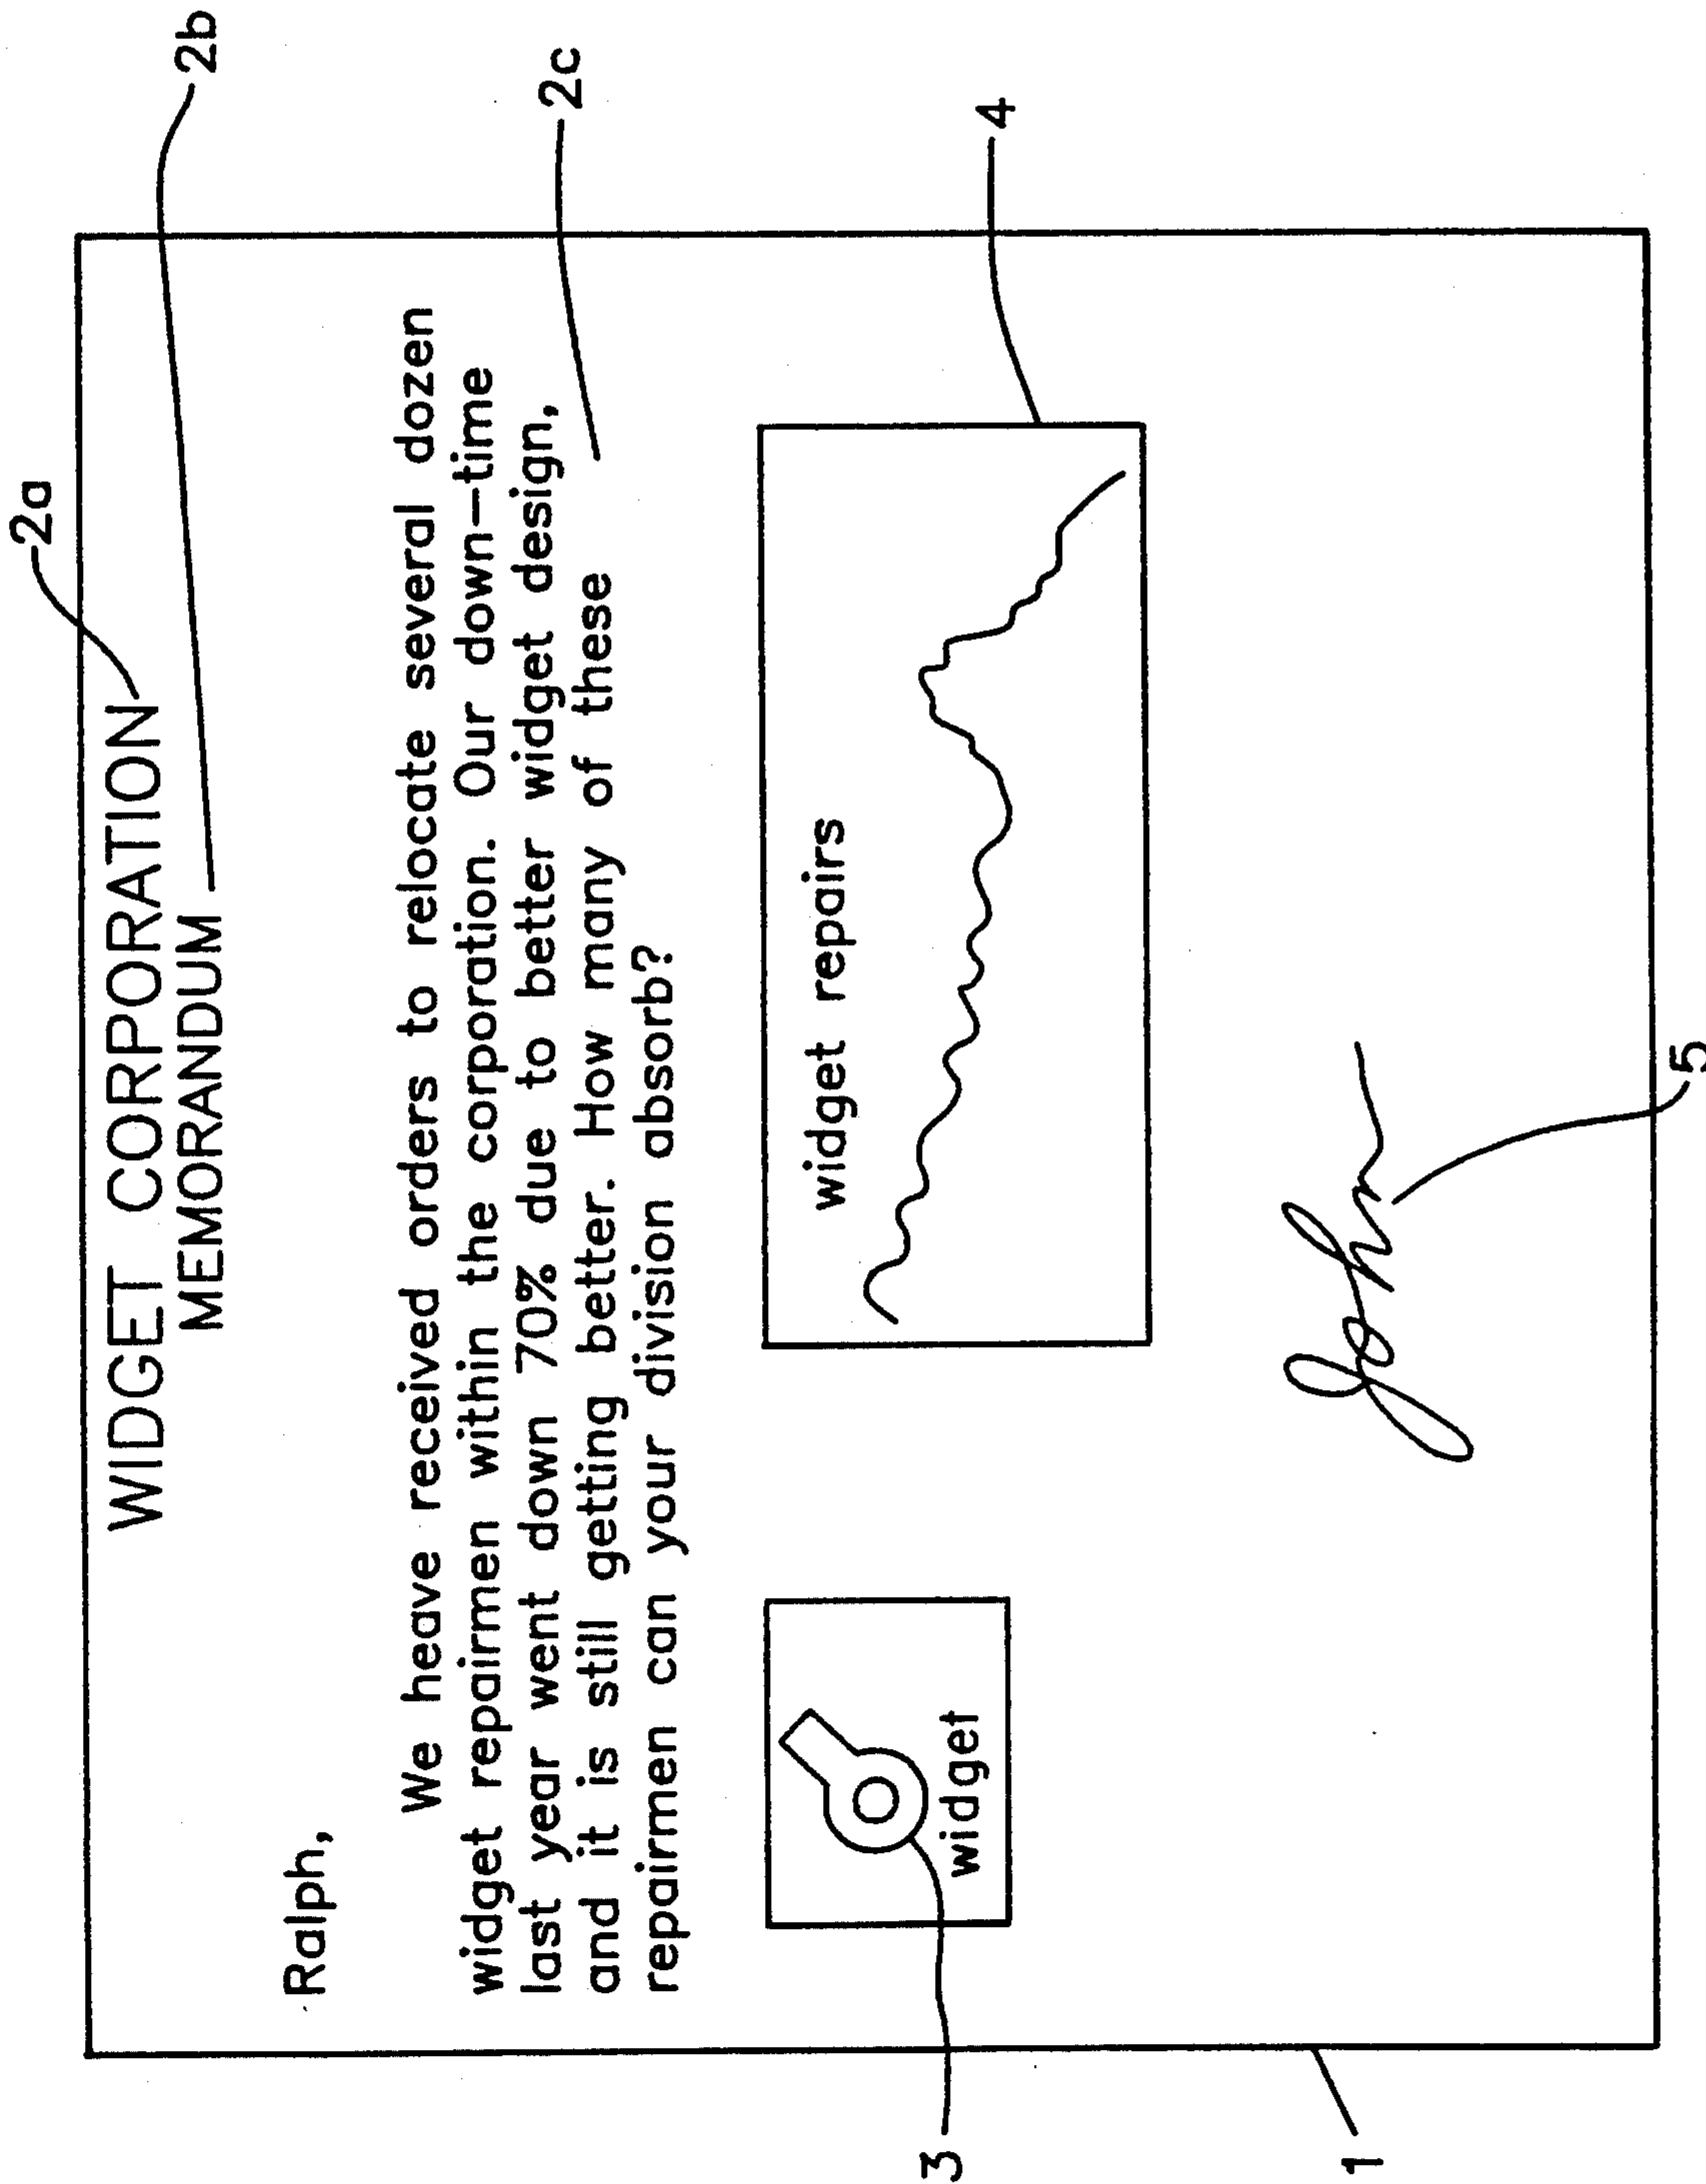 2a
2b
WIDGET CORPORATION
MEMORANDUM
Ralph,
We heave received orders to relocate several dozen
widget repairmen within the corporation. Our down-time
last year went down 70% due to better widget design,
and it is still getting better. How many of these
repairmen can your division absorb?
2c
widget
widget repairs
3
4
John
1
5